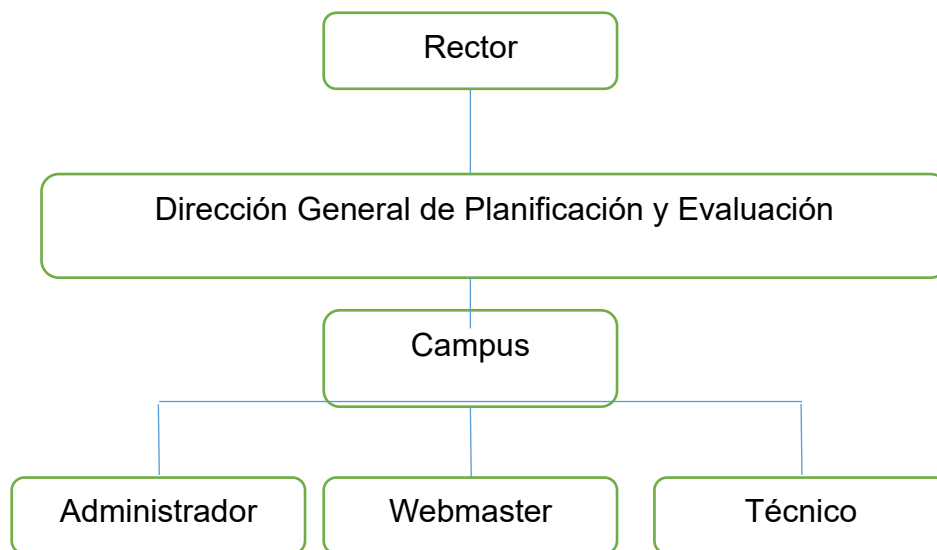 Rector
Dirección General de Planificación y Evaluación
Campus
Administrador
Webmaster
Técnico